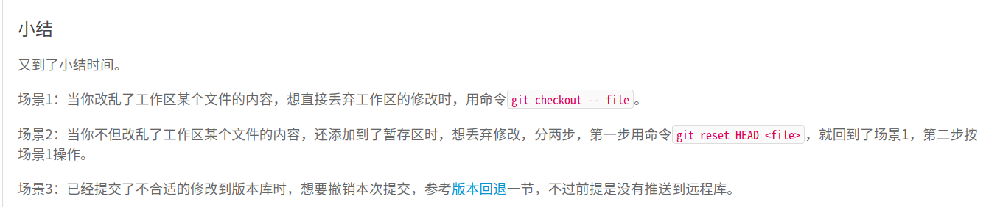 小结
又到了小结时间。
场景1：当你改乱了工作区某个文件的内容，想直接丢弃工作区的修改时，用命令git checkout -- file。
场景2：当你不但改乱了工作区某个文件的内容，还添加到了暂存区时，想丢弃修改，分两步，第一步用命令git reset HEAD <file>，就回到了场景1，第二步按
场景1操作。
场景3：已经提交了不合适的修改到版本库时，想要撤销本次提交，参考版本回退一节，不过前提是没有推送到远程库。